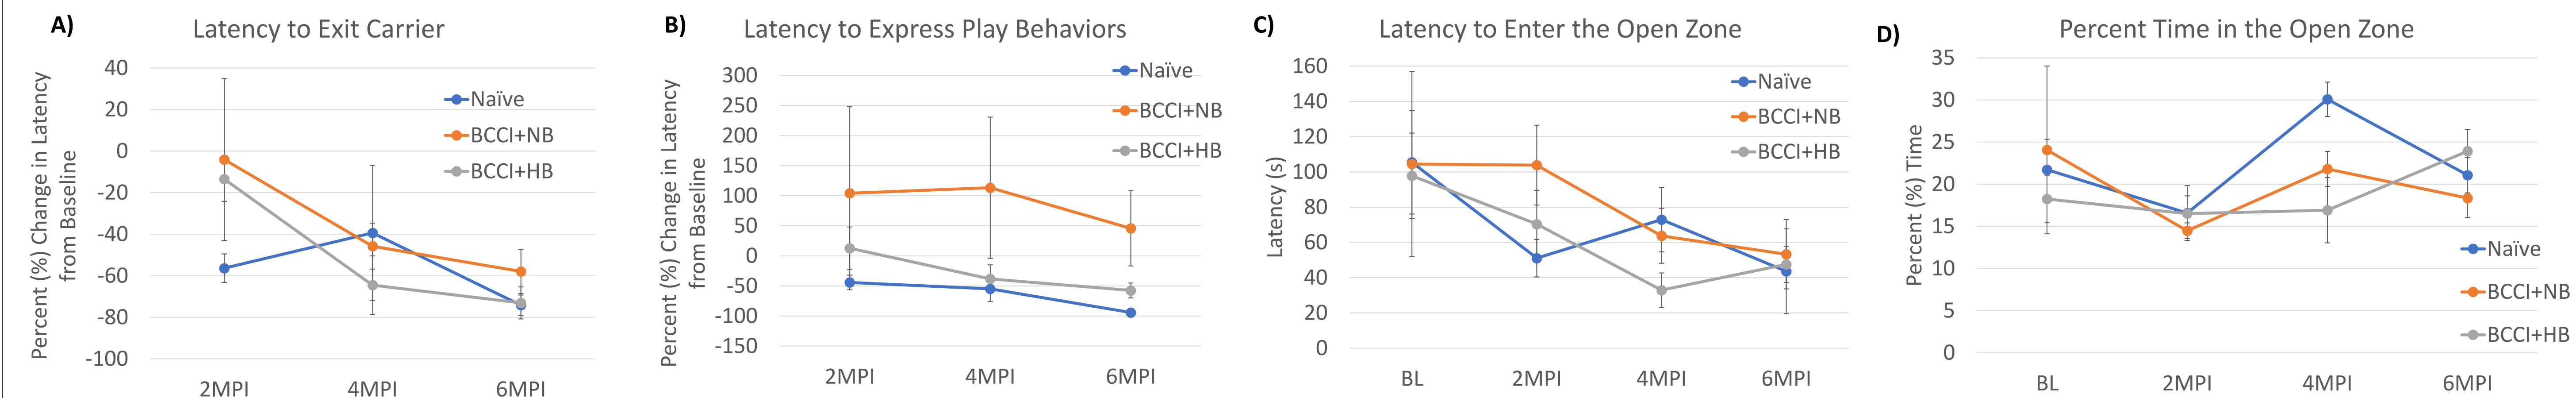 A)
Latency to Exit Carrier
Percent (%) Change in Latency
from Baseline
40
20
0
-20
-40
-60
-80
-100
2MPI
4MPI
6MPI
Naïve
BCCI+NB
BCCI+HB
B)
Latency to Express Play Behaviors
Percent (%) Change in Latency
from Baseline
300
250
200
150
100
50
0
-50
-100
-150
2MPI
4MPI
6MPI
Naïve
BCCI+NB
BCCI+HB
C)
Latency to Enter the Open Zone
Latency (s)
160
140
120
100
80
60
40
20
0
BL
2MPI
4MPI
6MPI
Naïve
BCCI+NB
BCCI+HB
D)
Percent Time in the Open Zone
Percent (%) Time
35
30
25
20
15
10
5
0
BL
2MPI
4MPI
6MPI
Naïve
BCCI+NB
BCCI+HB